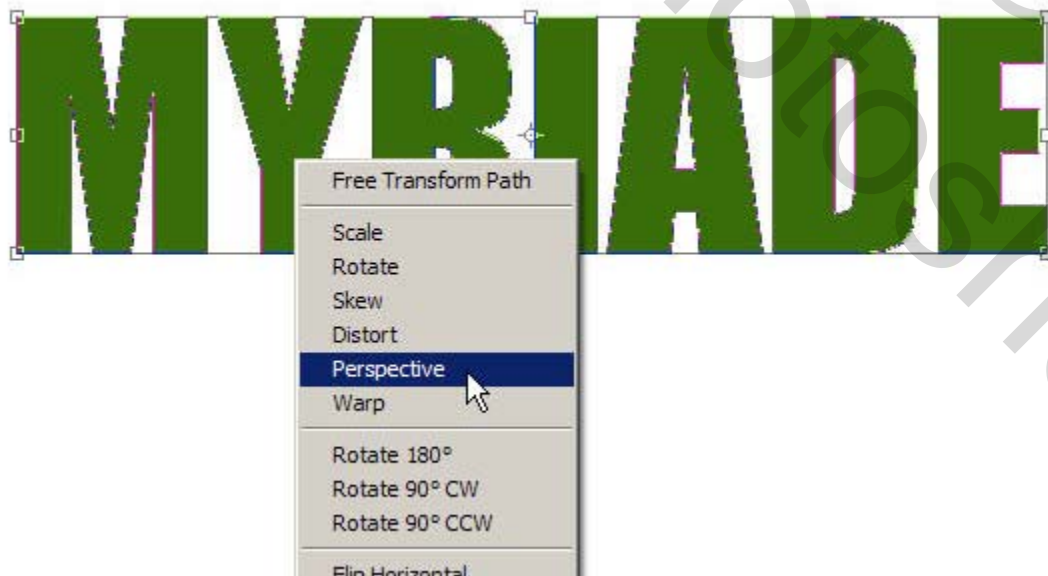 MYRIADE
Free Transform Path
Scale
Rotate
Skew
Distort
Perspective
Warp
Rotate 180°
Rotate 90° CW
Rotate 90° CCW
Flip Horizontal